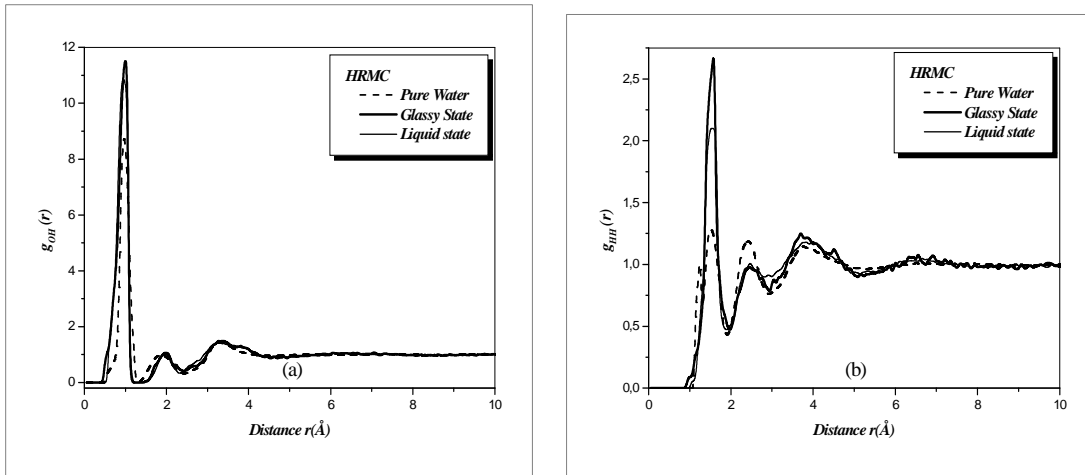 12
10
8
6
4
2
0
g OH (r)
HRMC
Pure Water
Glassy State
Liquid state
(a)
0 2 4 6 8 10
Distance r(Å)
2,5
2,0
1,5
1,0
0,5
0,0
g HH (r)
HRMC
Pure Water
Glassy State
Liquid state
(b)
0 2 4 6 8 10
Distance r(Å)